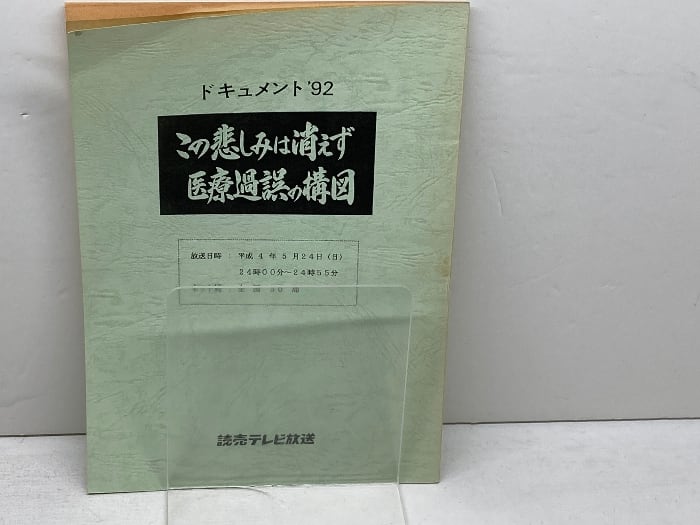 ドキュメント'92
この悲しみは消えず
医療過誤の構図
放送日時：平成４年５月２４日（日）
２４時００分～２４時５５分
読売テレビ放送